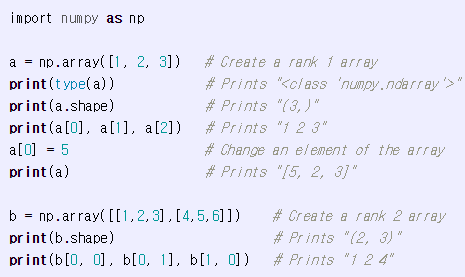 import numpy as np
a = np.array([1, 2, 3])   # Create a rank 1 array
print(type(a))            # Prints "<class 'numpy.ndarray'>"
print(a.shape)            # Prints "(3,)"
print(a[0], a[1], a[2])   # Prints "1 2 3"
a[0] = 5                  # Change an element of the array
print(a)                  # Prints "[5, 2, 3]"
b = np.array([[1,2,3],[4,5,6]])    # Create a rank 2 array
print(b.shape)                     # Prints "(2, 3)"
print(b[0, 0], b[0, 1], b[1, 0])   # Prints "1 2 4"